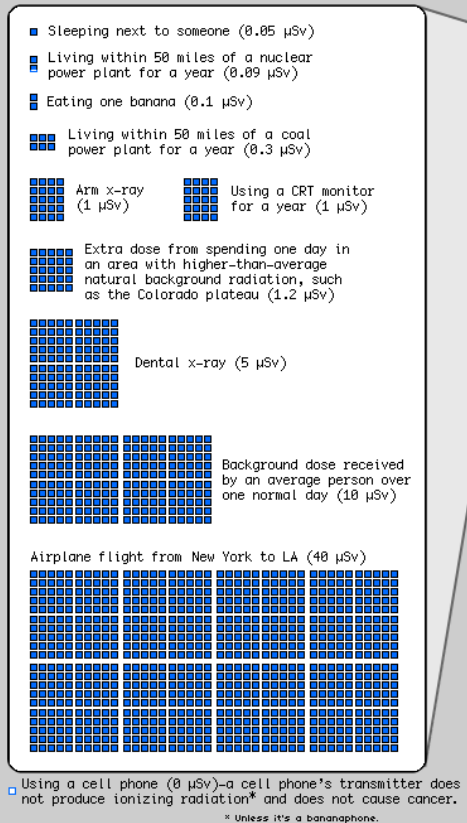 Sleeping next to someone (0.05 µSv)
Living within 50 miles of a nuclear
power plant for a year (0.09 µSv)
Eating one banana (0.1 µSv)
Living within 50 miles of a coal
power plant for a year (0.3 µSv)
Arm x-ray
(1 µSv)
Using a CRT monitor
for a year (1 µSv)
Extra dose from spending one day in
an area with higher-than-average
natural background radiation, such
as the Colorado plateau (1.2 µSv)
Dental x-ray (5 µSv)
Background dose received
by an average person over
one normal day (10 µSv)
Airplane flight from New York to LA (40 µSv)
Using a cell phone (0 µSv)-a cell phone's transmitter does
not produce ionizing radiation* and does not cause cancer.
* Unless it's a bananaphone.